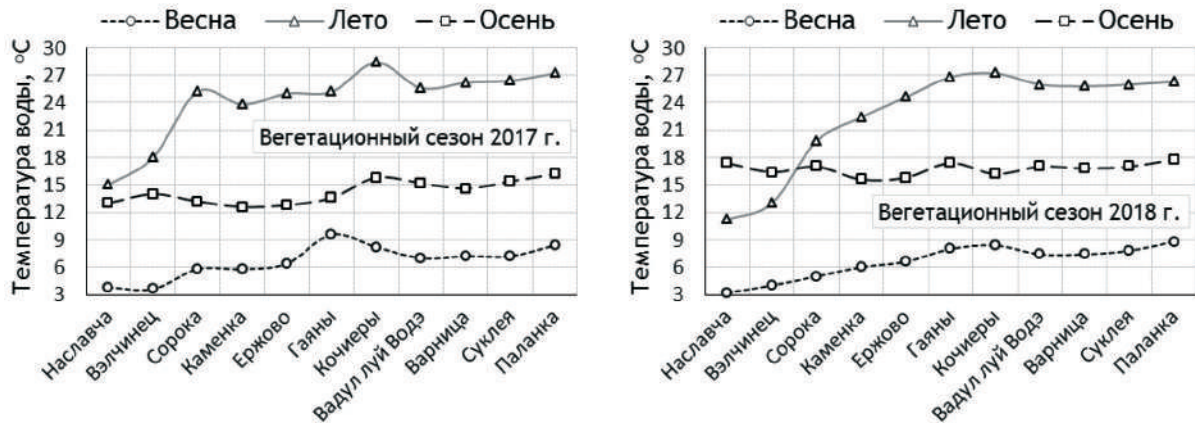 Весна Лето Осень
Температура воды, °C
30
27
24
21
18
15
12
9
6
3
Вегетационный сезон 2017 г.
Наславча
Вэлчинец
Сорока
Каменка
Ержово
Гаяны
Кочиеры
Вадул луй Водэ
Варница
Суклея
Паланка
Весна Лето Осень
Температура воды, °C
30
27
24
21
18
15
12
9
6
3
Вегетационный сезон 2018 г.
Наславча
Вэлчинец
Сорока
Каменка
Ержово
Гаяны
Кочиеры
Вадул луй Водэ
Варница
Суклея
Паланка